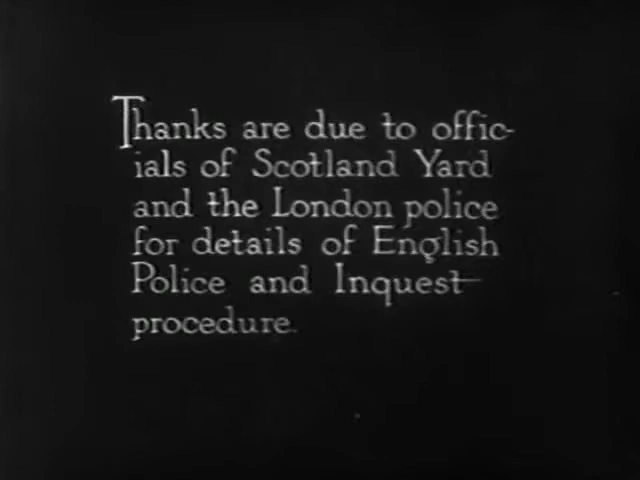 Thanks are due to offic-
ials of Scotland Yard
and the London police
for details of English
Police and Inquest
procedure.